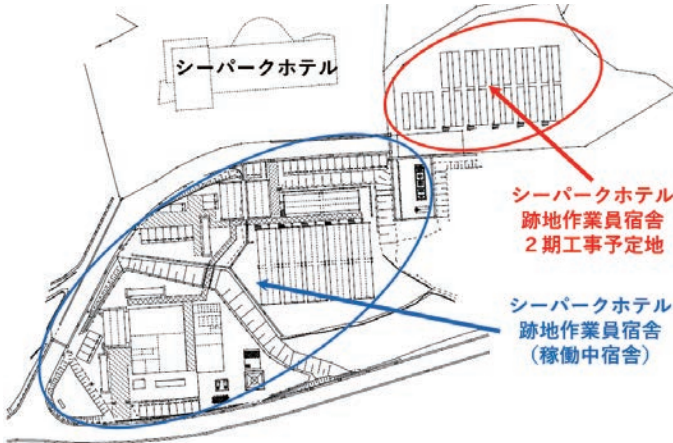 シーパークホテル
シーパークホテル
跡地作業員宿舎
２期工事予定地
シーパークホテル
跡地作業員宿舎
（稼働中宿舎）